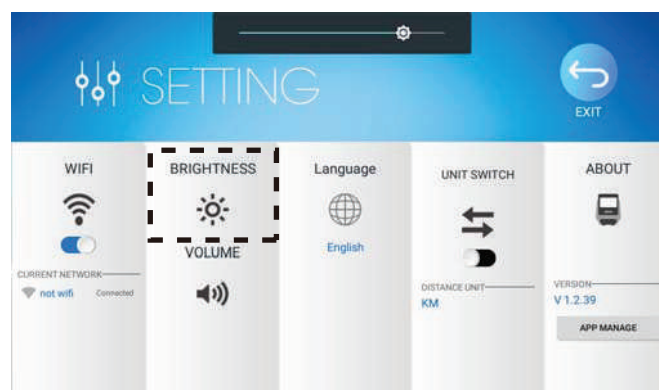 SETTING
EXIT
WIFI
CURRENT NETWORK
not wifi Connected
BRIGHTNESS
VOLUME
Language
English
UNIT SWITCH
DISTANCE UNIT
KM
ABOUT
VERSION
V 1.2.39
APP MANAGE